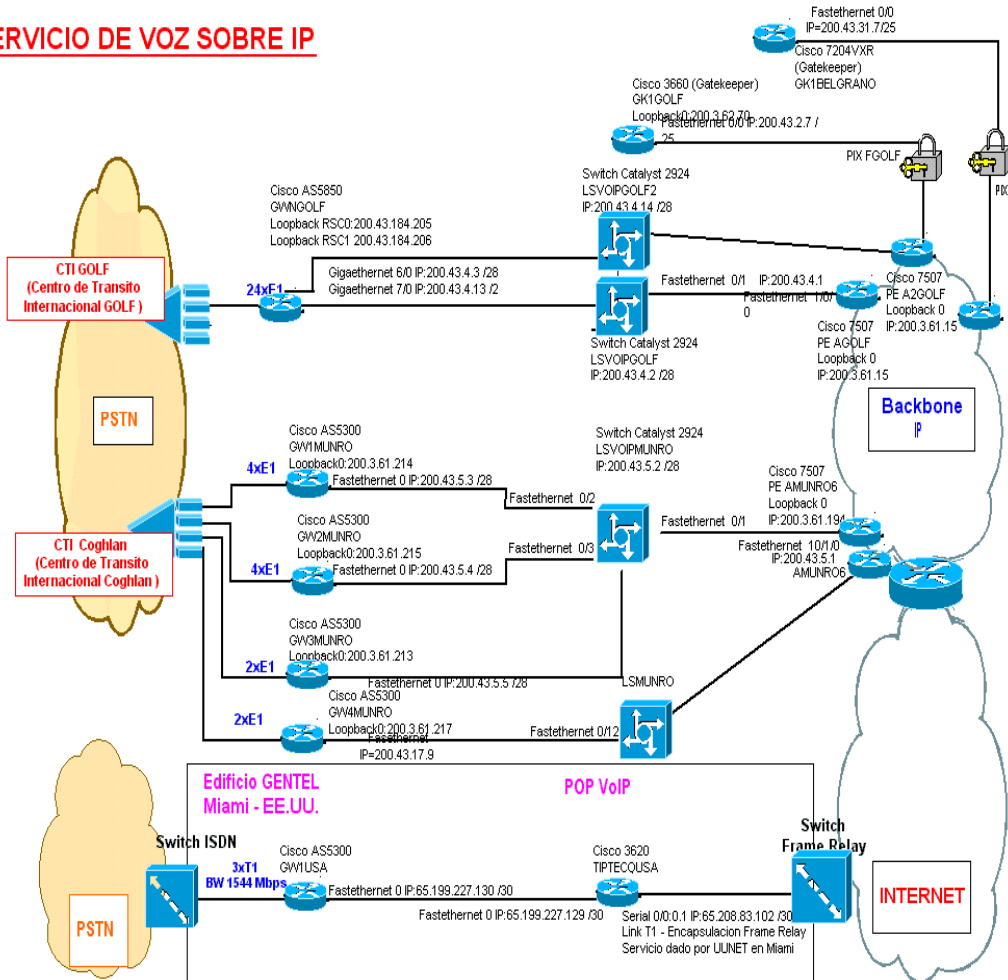 ERVICIO DE VOZ SOBRE IP
Fastethernet 0/0
IP=200.43.31.7/25
Cisco 7204VXR
(Gatekeeper)
GK1BELGRANO
Cisco 3660 (Gatekeeper)
GK1GOLF
Loopback0:200.3.62.70
Fastethernet 0/0 IP:200.43.2.7 /
25
PIX FGOLF
PIX
Switch Catalyst 2924
LSVOIPGOLF2
IP:200.43.4.14 /28
Cisco AS5850
GWNGOLF
Loopback RSC0:200.43.184.205
Loopback RSC1 200.43.184.206
CTI GOLF
(Centro de Transito
Internacional GOLF )
24xE1
Gigaethernet 6/0 IP:200.43.4.3 /28
Gigaethernet 7/0 IP:200.43.4.13 /2
Fastethernet 0/1
IP:200.43.4.1
Fastethernet 1/0/
0
Cisco 7507
PE A2GOLF
Loopback 0
IP:200.3.61.15
Cisco 7507
PE AGOLF
Loopback 0
IP:200.3.61.15
Switch Catalyst 2924
LSVOIPGOLF
IP:200.43.4.2 /28
PSTN
Backbone
IP
Cisco AS5300
GW1MUNRO
Loopback0:200.3.61.214
4xE1
Fastethernet 0 IP:200.43.5.3 /28
Switch Catalyst 2924
LSVOIPMUNRO
IP:200.43.5.2 /28
Fastethernet 0/2
Cisco 7507
PE AMUNRO6
Loopback 0
IP:200.3.61.194
Fastethernet 0/1
Cisco AS5300
GW2MUNRO
Loopback0:200.3.61.215
Fastethernet 0/3
4xE1
Fastethernet 0 IP:200.43.5.4 /28
Fastethernet 10/1/0
IP:200.43.5.1
AMUNRO6
CTI Coghlan
(Centro de Transito
Internacional Coghlan )
Cisco AS5300
GW3MUNRO
Loopback0:200.3.61.213
2xE1
Fastethernet 0 IP:200.43.5.5 /28
LSMUNRO
Cisco AS5300
GW4MUNRO
Loopback0:200.3.61.217
2xE1
Fastethernet
IP=200.43.17.9
Fastethernet 0/12
Edificio GENTEL
Miami - EE.UU.
POP VoIP
Switch ISDN
Switch
Frame Relay
3xT1
BW 1544 Mbps
Cisco AS5300
GW1USA
Cisco 3620
TIPTECQUSA
Fastethernet 0 IP:65.199.227.130 /30
Fastethernet 0 IP:65.199.227.129 /30
Serial 0/0:0.1 IP:65.208.83.102 /30
Link T1 - Encapsulacion Frame Relay
Servicio dado por UUNET en Miami
PSTN
INTERNET